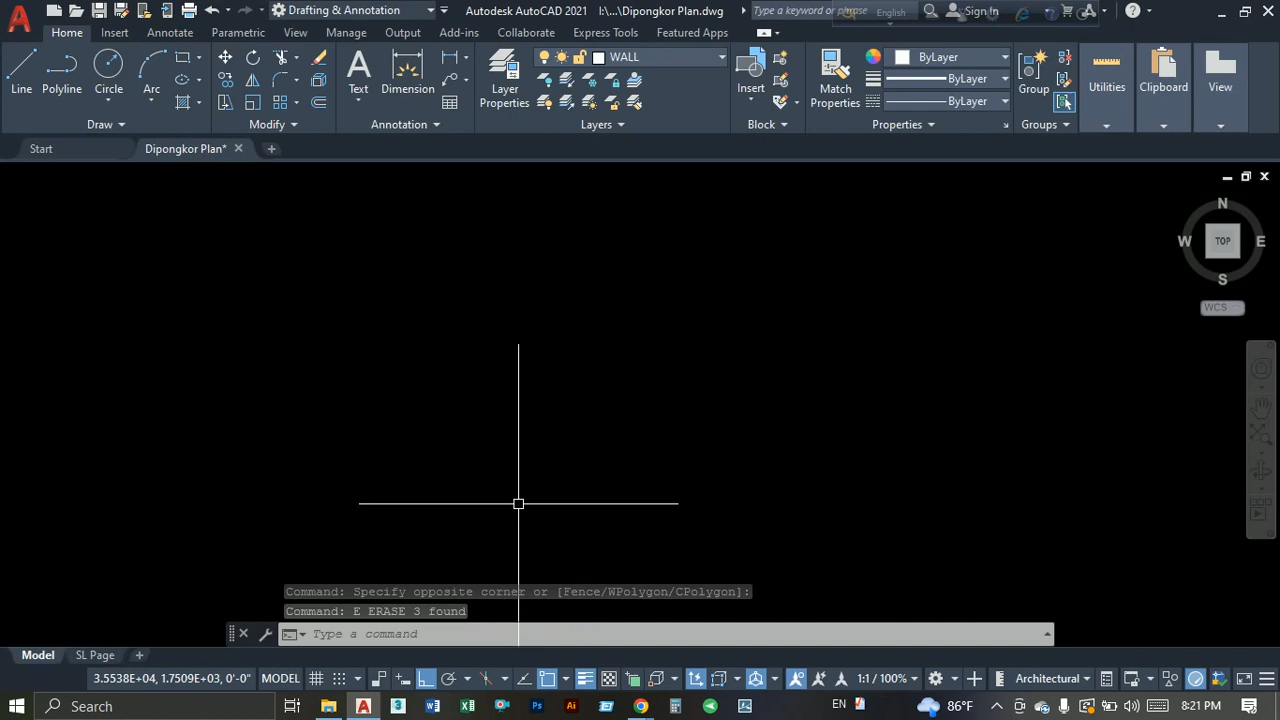 Drafting & Annotation
Autodesk AutoCAD 2021 I:\...\Dipongkor Plan.dwg
Type a keyword or phrase
English
Sign In
Home Insert Annotate Parametric View Manage Output Add-ins Collaborate Express Tools Featured Apps
Line Polyline Circle Arc
Text Dimension
Layer Properties
WALL
Insert
Match Properties
ByLayer
ByLayer
ByLayer
Group
Utilities
Clipboard
View
Draw Modify Annotation Layers Block Properties Groups
Start Dipongkor Plan*
N
W TOP E
S
WCS
Command: Specify opposite corner or [Fence/WPolygon/CPolygon]:
Command: E ERASE 3 found
Type a command
Model SL Page
3.5538E+04, 1.7509E+03, 0'-0" MODEL 1:1 / 100% Architectural
Search 86°F EN 8:21 PM